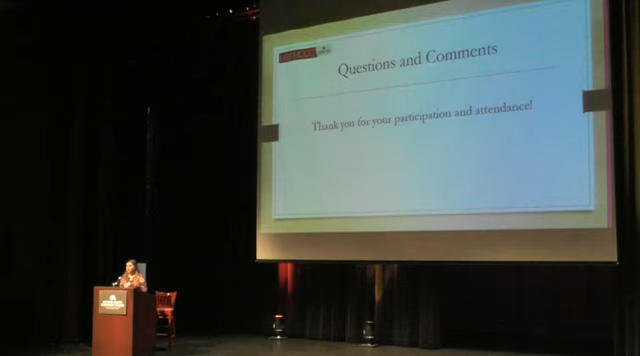 Questions and Comments
Thank you for your participation and attendance!